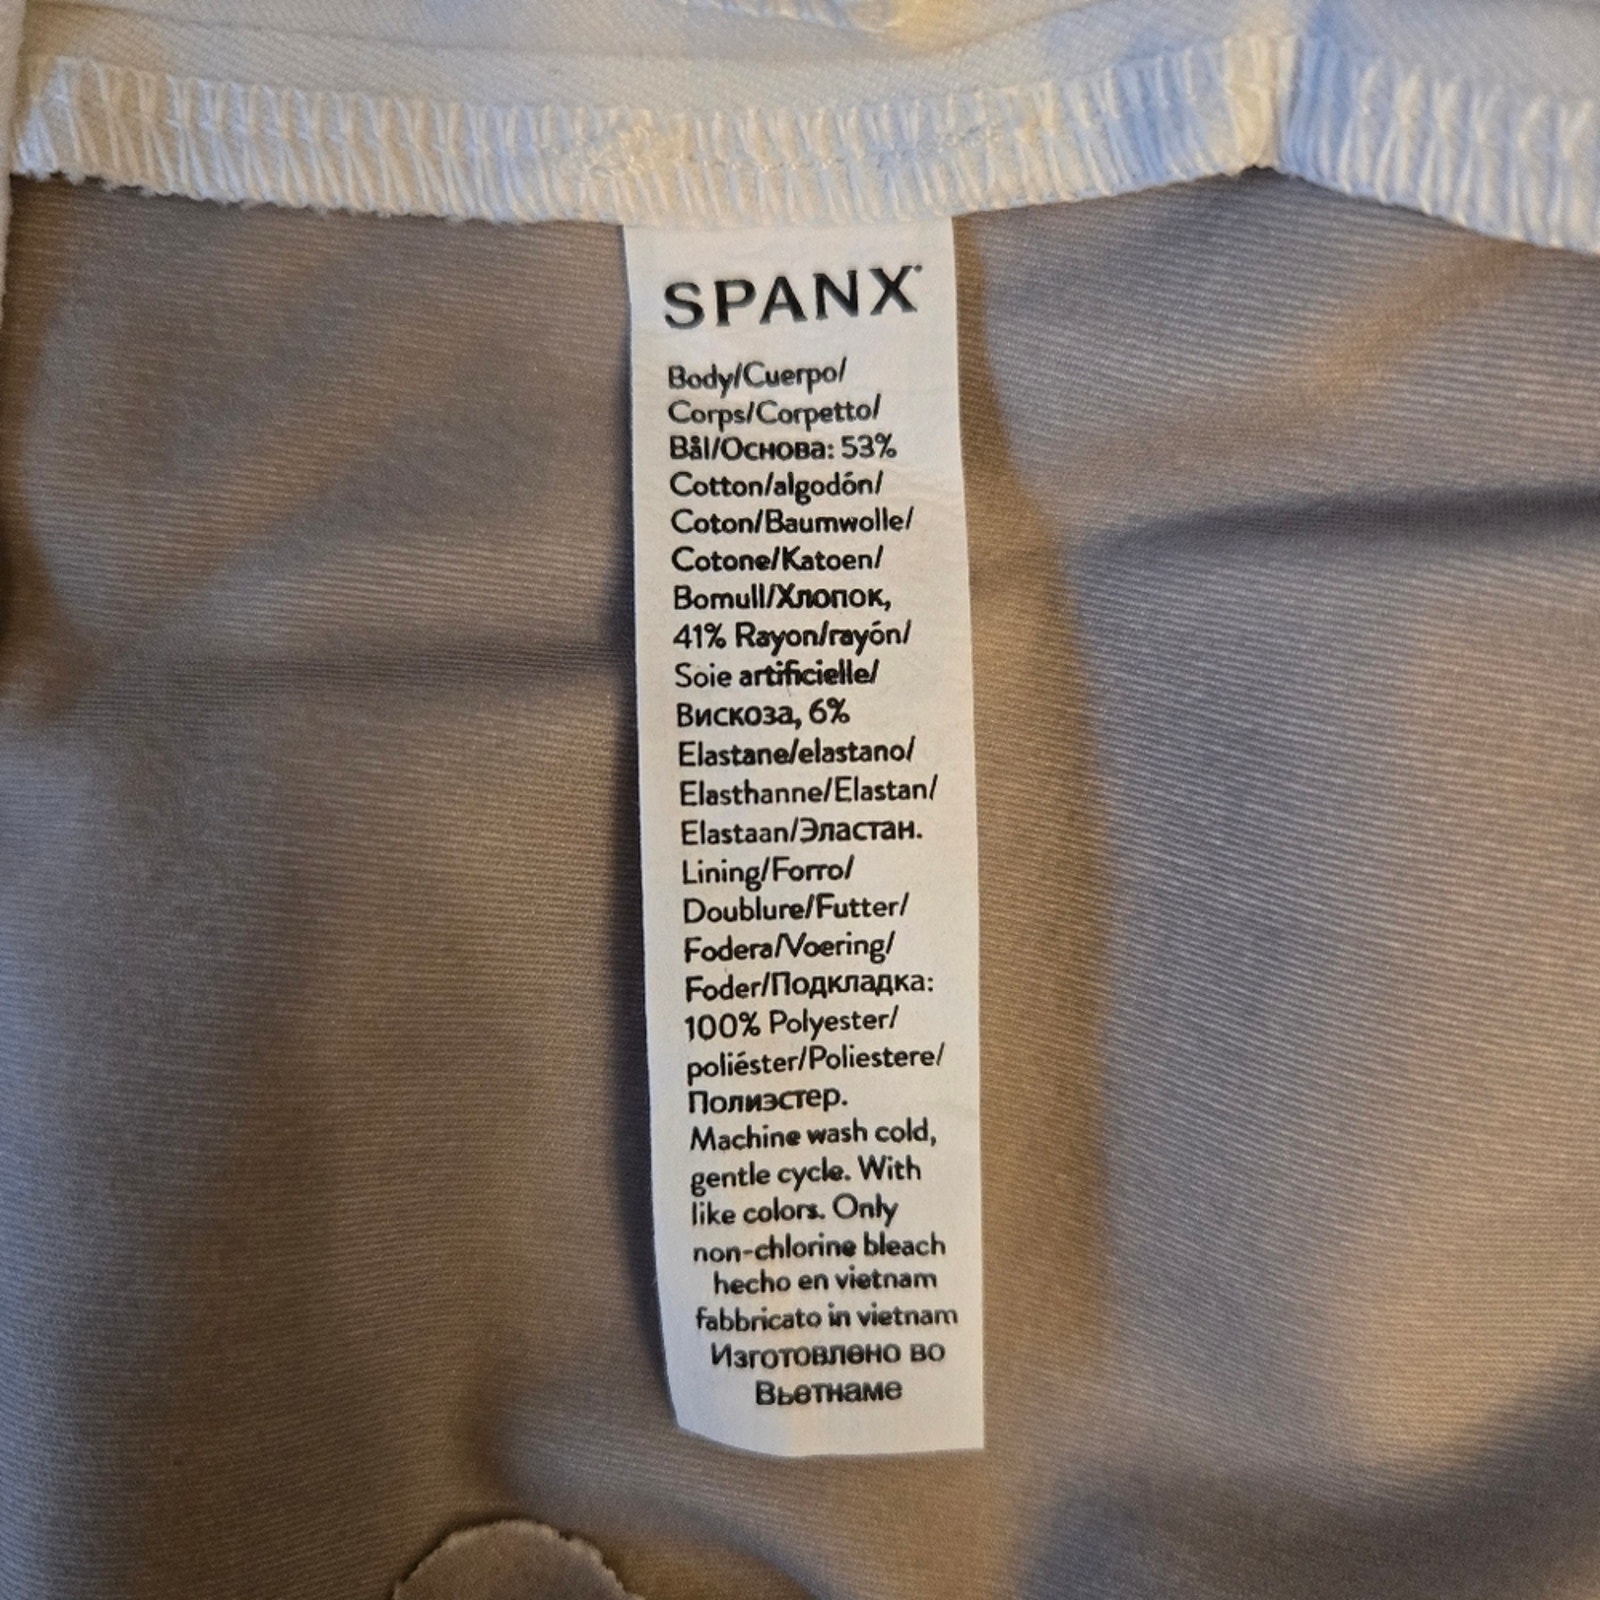 SPANX
Body/Cuerpo/
Corps/Corpetto/
Bål/Основа: 53%
Cotton/algodón/
Coton/Baumwolle/
Cotone/Katoen/
Bomull/Хлопок,
41% Rayon/rayón/
Soie artificielle/
Вискоза, 6%
Elastane/elastano/
Elasthanne/Elastan/
Elastaan/Эластан.
Lining/Forro/
Doublure/Futter/
Fodera/Voering/
Foder/Подкладка:
100% Polyester/
poliéster/Poliestere/
Полиэстер.
Machine wash cold,
gentle cycle. With
like colors. Only
non-chlorine bleach
hecho en vietnam
fabbricato in vietnam
Изготовлено во
Вьетнаме